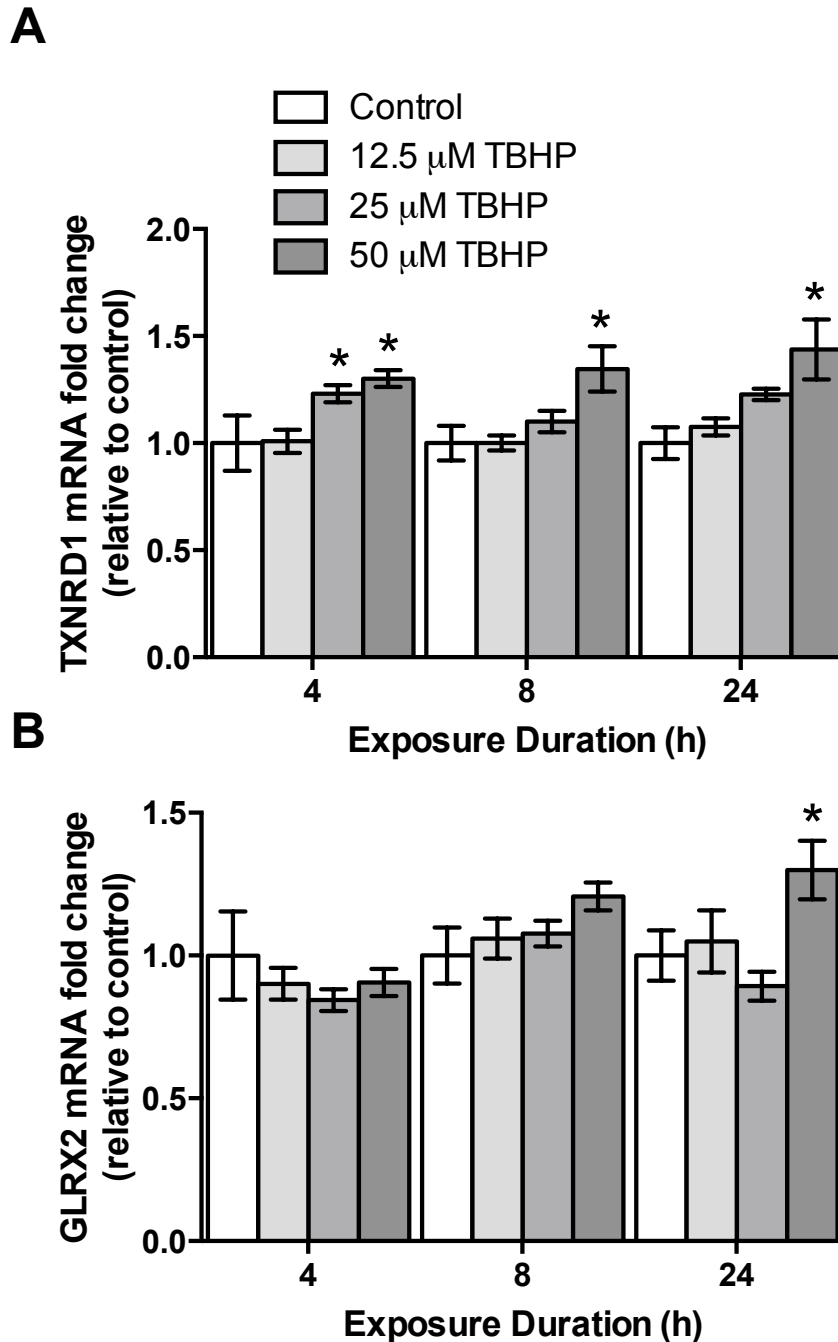 A
Control
12.5 μM TBHP
25 μM TBHP
50 μM TBHP
TXNRD1 mRNA fold change
(relative to control)
2.0
1.5
1.0
0.5
0.0
* * * *
4 8 24
Exposure Duration (h)
B
GLRX2 mRNA fold change
(relative to control)
1.5
1.0
0.5
0.0
*
4 8 24
Exposure Duration (h)